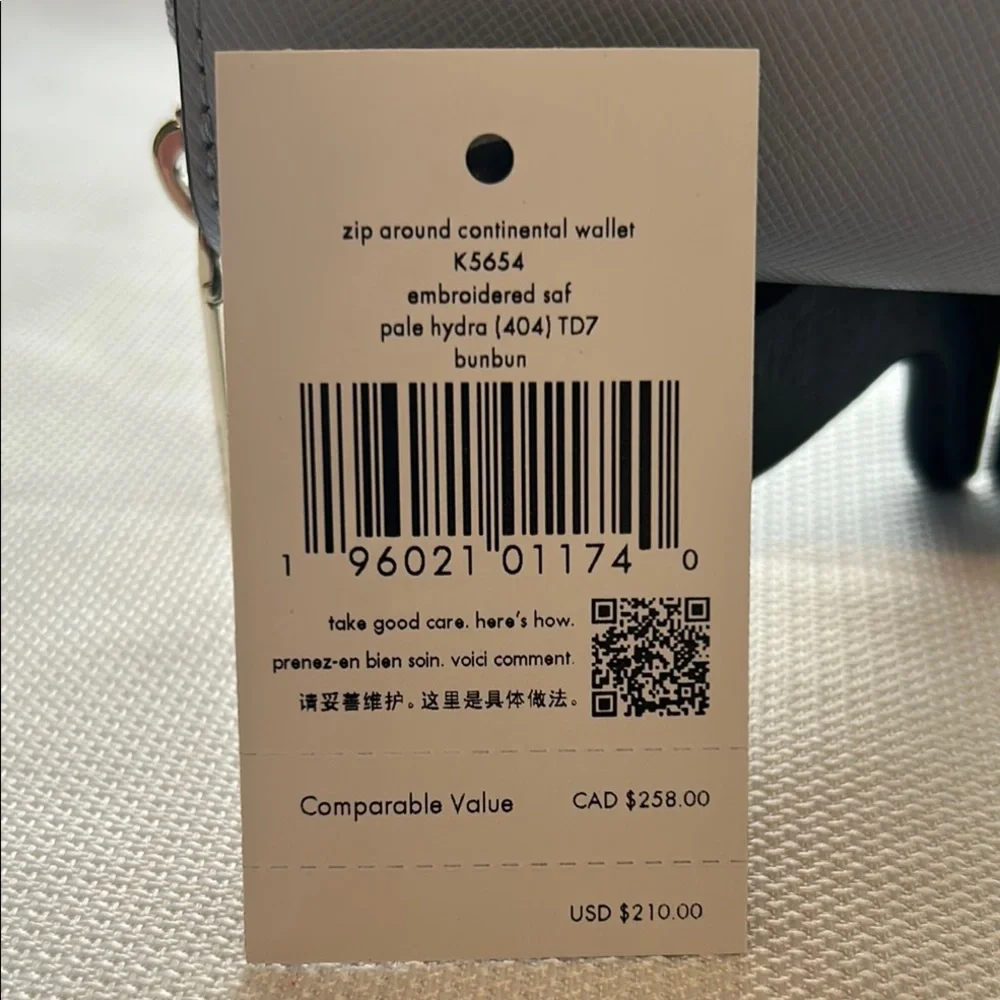 zip around continental wallet
K5654
embroidered saf
pale hydra (404) TD7
bunbun
1 96021 01174 0
take good care. here's how.
prenez-en bien soin. voici comment.
请妥善维护。这里是具体做法。
Comparable Value CAD $258.00
USD $210.00